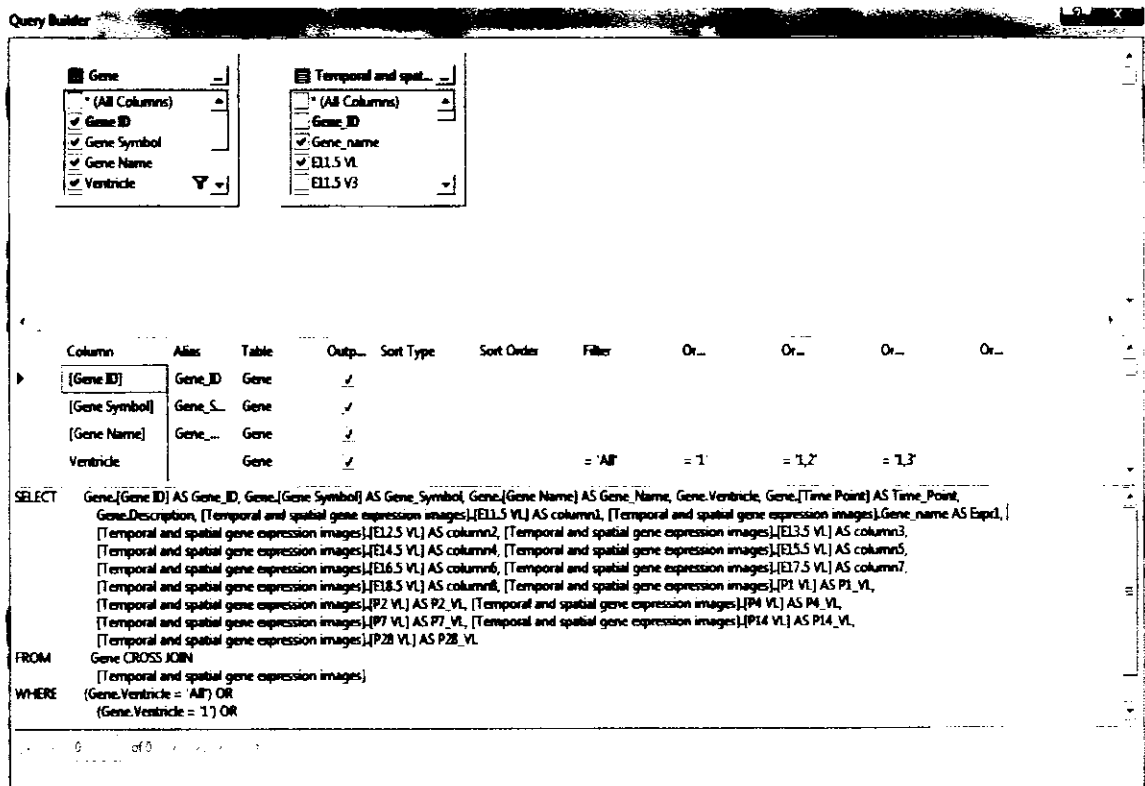 Query Builder
Gene
Temporal and spat...
* (All Columns)
* (All Columns)
Gene ID
Gene_ID
Gene Symbol
Gene_name
Gene Name
E11.5 VL
Ventricle
E11.5 V3
Column Alias Table Outp... Sort Type Sort Order Filter Or... Or... Or... Or...
[Gene ID] Gene_ID Gene
[Gene Symbol] Gene_S... Gene
[Gene Name] Gene_... Gene
Ventricle Gene = 'All' = '1' = '1,2' = '1,3'
SELECT Gene.[Gene ID] AS Gene_ID, Gene.[Gene Symbol] AS Gene_Symbol, Gene.[Gene Name] AS Gene_Name, Gene.Ventricle, Gene.[Time Point] AS Time_Point,
Gene.Description, [Temporal and spatial gene expression images].[E11.5 VL] AS column1, [Temporal and spatial gene expression images].Gene_name AS Expr1,
[Temporal and spatial gene expression images].[E12.5 VL] AS column2, [Temporal and spatial gene expression images].[E13.5 VL] AS column3,
[Temporal and spatial gene expression images].[E14.5 VL] AS column4, [Temporal and spatial gene expression images].[E15.5 VL] AS column5,
[Temporal and spatial gene expression images].[E16.5 VL] AS column6, [Temporal and spatial gene expression images].[E17.5 VL] AS column7,
[Temporal and spatial gene expression images].[E18.5 VL] AS column8, [Temporal and spatial gene expression images].[P1 VL] AS P1_VL,
[Temporal and spatial gene expression images].[P2 VL] AS P2_VL, [Temporal and spatial gene expression images].[P4 VL] AS P4_VL,
[Temporal and spatial gene expression images].[P7 VL] AS P7_VL, [Temporal and spatial gene expression images].[P14 VL] AS P14_VL,
[Temporal and spatial gene expression images].[P28 VL] AS P28_VL
FROM Gene CROSS JOIN
[Temporal and spatial gene expression images]
WHERE (Gene.Ventricle = 'All') OR
(Gene.Ventricle = '1') OR
0 of 0